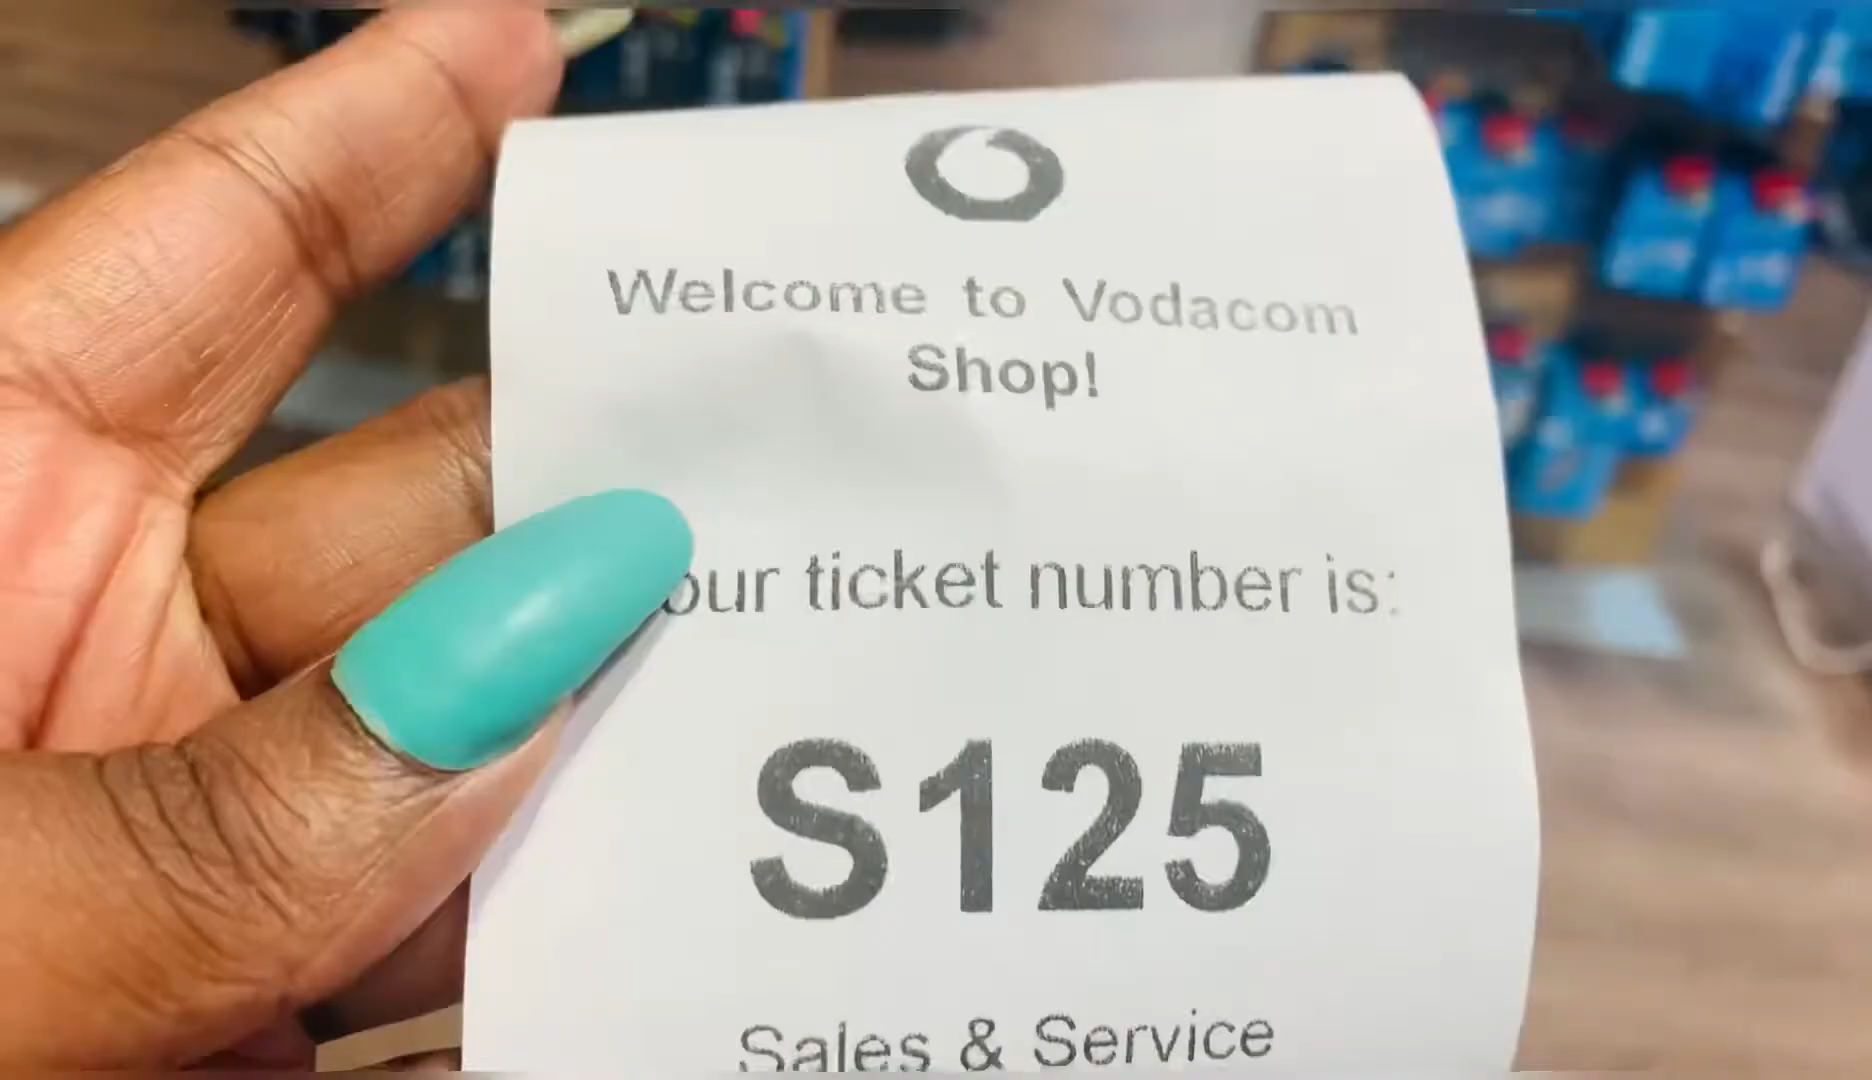 Welcome to Vodacom
Shop!
our ticket number is:
S125
Sales & Service